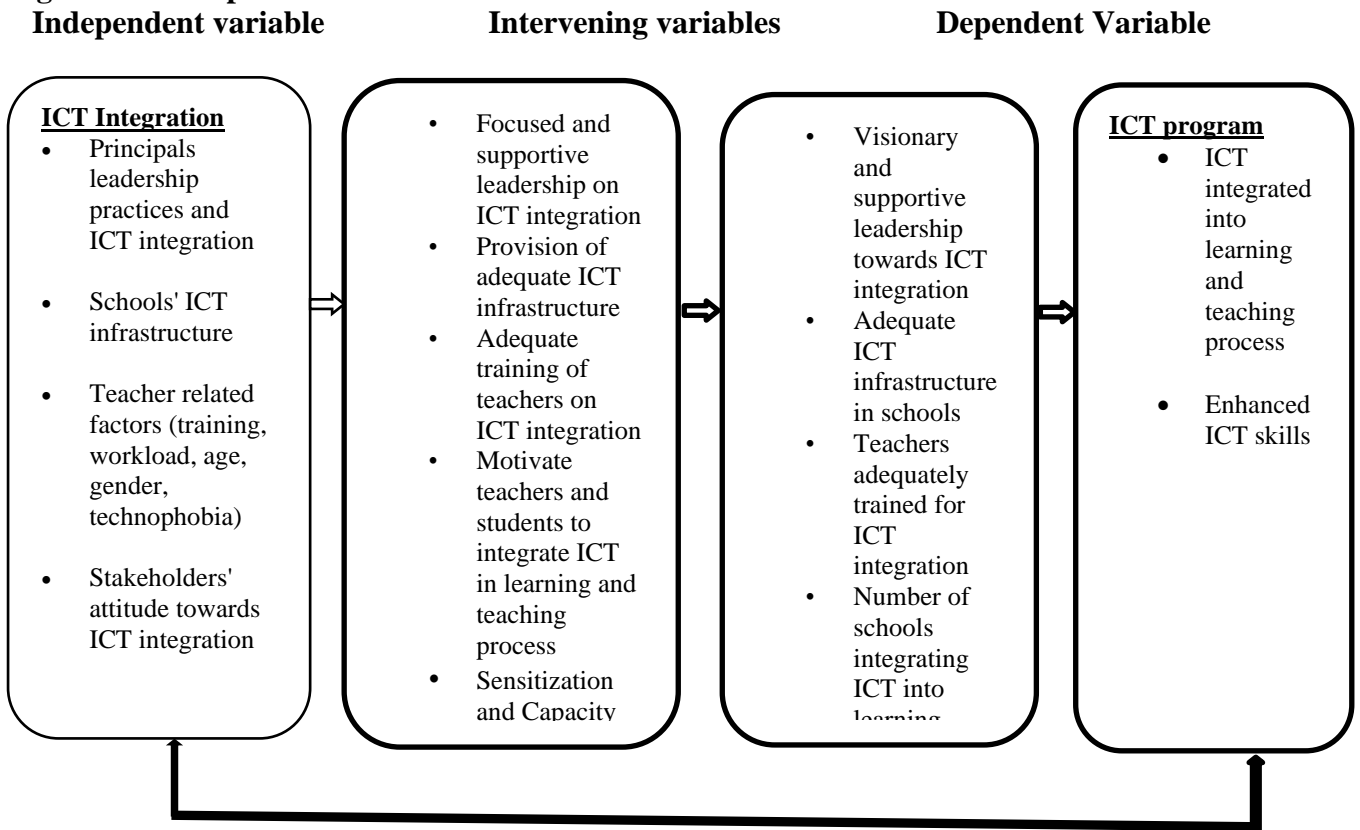 Independent variable Intervening variables Dependent Variable
ICT Integration
• Principals
leadership
practices and
ICT integration
• Schools' ICT
infrastructure
• Teacher related
factors (training,
workload, age,
gender,
technophobia)
• Stakeholders'
attitude towards
ICT integration
• Focused and
supportive
leadership on
ICT integration
• Provision of
adequate ICT
infrastructure
• Adequate
training of
teachers on
ICT integration
• Motivate
teachers and
students to
integrate ICT
in learning and
teaching
process
• Sensitization
and Capacity
• Visionary
and
supportive
leadership
towards ICT
integration
• Adequate
ICT
infrastructure
in schools
• Teachers
adequately
trained for
ICT
integration
• Number of
schools
integrating
ICT into
learning
ICT program
• ICT
integrated
into
learning
and
teaching
process
• Enhanced
ICT skills